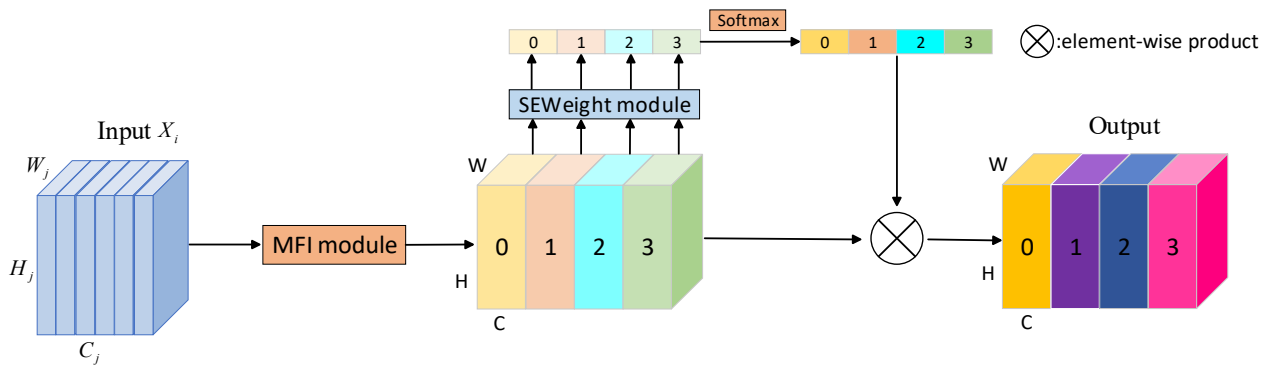 Softmax
0 1 2 3
0 1 2 3
:element-wise product
SEWeight module
Input X_i
Output
W_j
W
W
MFI module
0 1 2 3
0 1 2 3
H_j
H
H
C_j
C
C